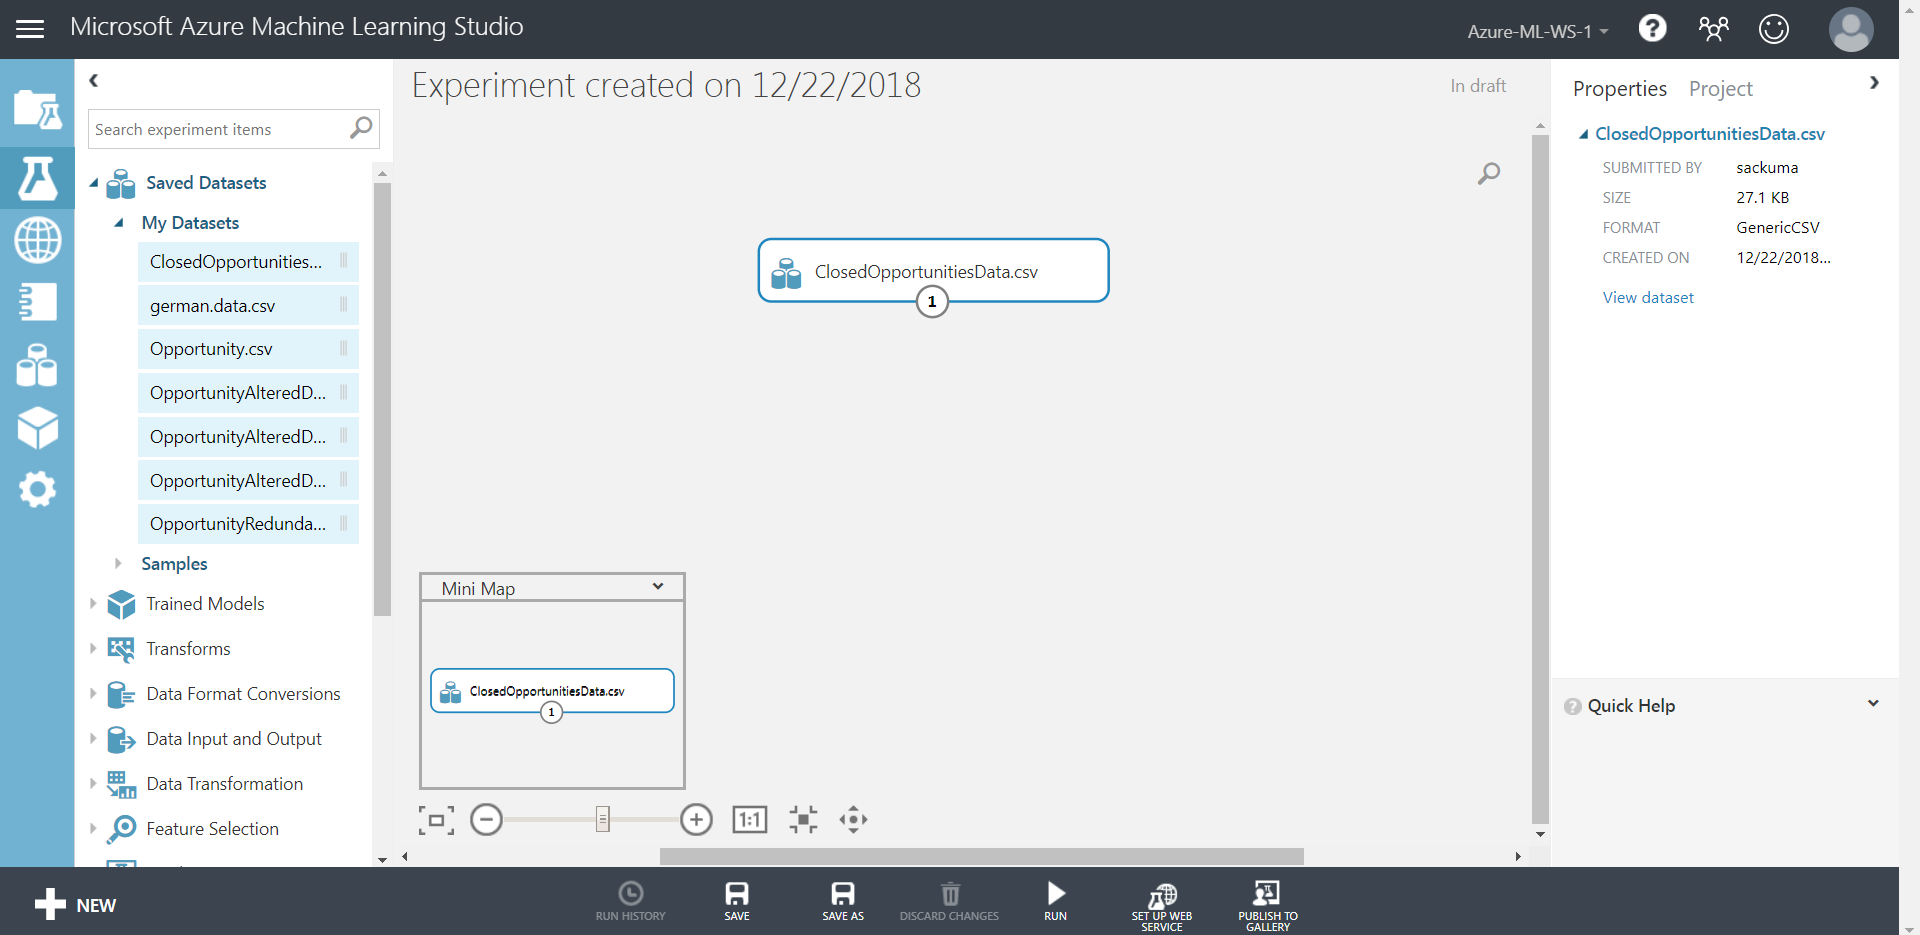 Microsoft Azure Machine Learning Studio
Azure-ML-WS-1
?
Search experiment items
Saved Datasets
My Datasets
ClosedOpportunities...
german.data.csv
Opportunity.csv
OpportunityAlteredD...
OpportunityAlteredD...
OpportunityAlteredD...
OpportunityRedunda...
Samples
Trained Models
Transforms
Data Format Conversions
Data Input and Output
Data Transformation
Feature Selection
Experiment created on 12/22/2018
In draft
ClosedOpportunitiesData.csv
1
Mini Map
ClosedOpportunitiesData.csv
1
1:1
Properties Project
ClosedOpportunitiesData.csv
SUBMITTED BY sackuma
SIZE 27.1 KB
FORMAT GenericCSV
CREATED ON 12/22/2018...
View dataset
? Quick Help
NEW
RUN HISTORY
SAVE
SAVE AS
DISCARD CHANGES
RUN
SET UP WEB
SERVICE
PUBLISH TO
GALLERY